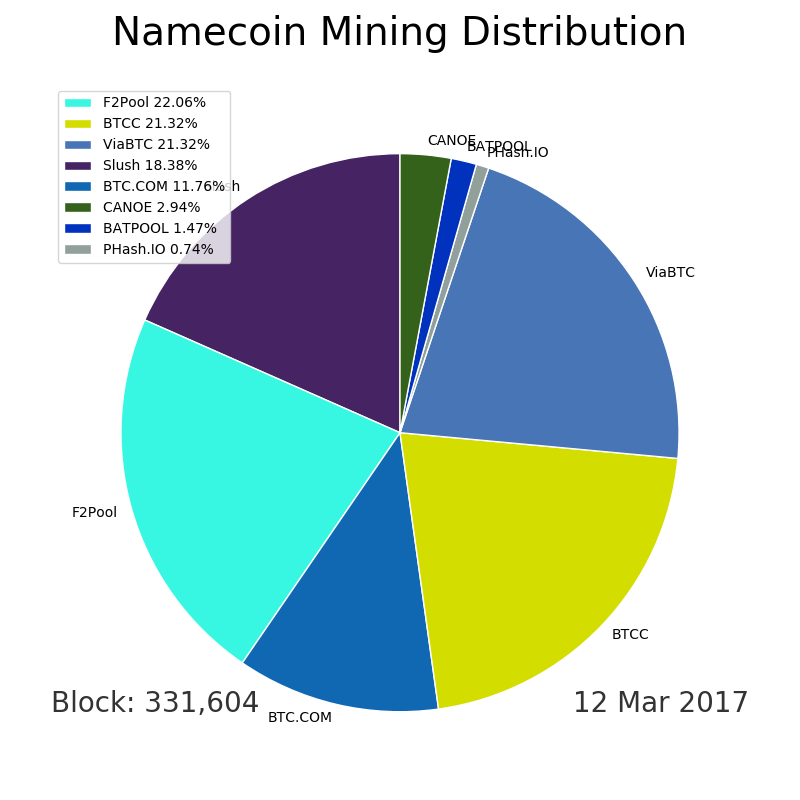 Namecoin Mining Distribution
F2Pool 22.06%
BTCC 21.32%
ViaBTC 21.32%
Slush 18.38%
BTC.COM 11.76%
CANOE 2.94%
BATPOOL 1.47%
PHash.IO 0.74%
CANOE
BATPOOL
PHash.IO
ViaBTC
F2Pool
BTCC
BTC.COM
Block: 331,604
12 Mar 2017